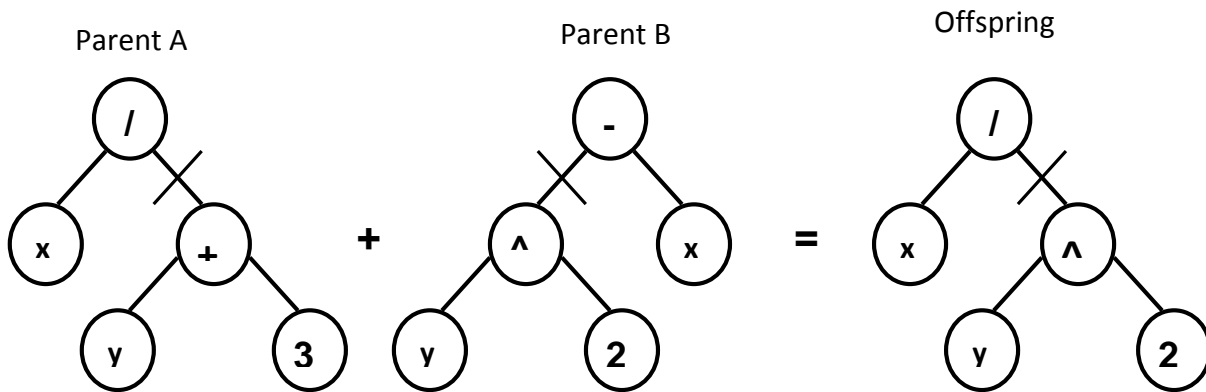 Parent A Parent B Offspring
/ - /
x + + ^ x = x ^
y 3 y 2 y 2